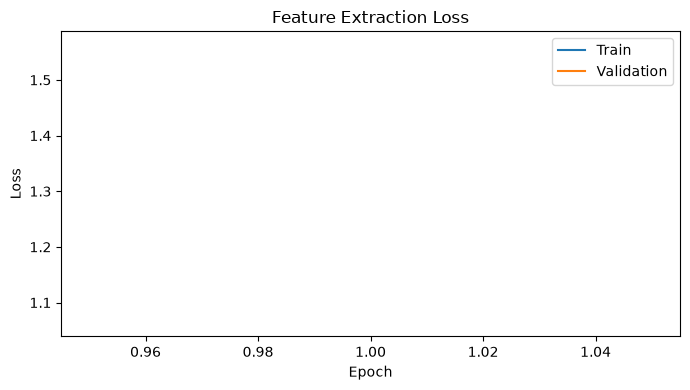 Feature Extraction Loss
Train
Validation
1.5
1.4
1.3
1.2
1.1
Loss
0.96 0.98 1.00 1.02 1.04
Epoch